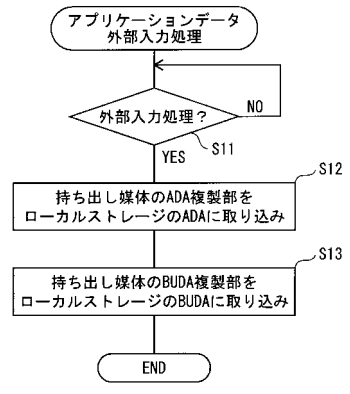 アプリケーションデータ
外部入力処理
外部入力処理?
NO
S11
YES
S12
持ち出し媒体のADA複製部を
ローカルストレージのADAに取り込み
S13
持ち出し媒体のBUDA複製部を
ローカルストレージのBUDAに取り込み
END